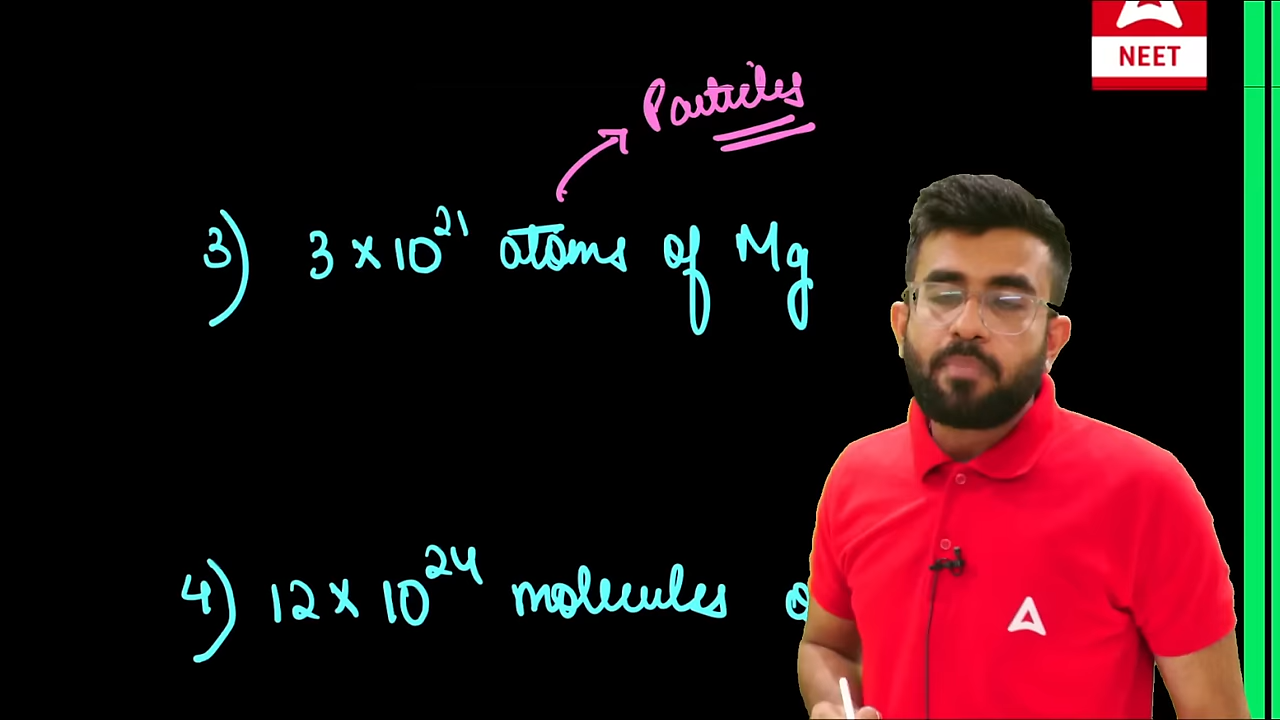 NEET
Particles
3) 3 × 10²¹ atoms of Mg
4) 12 × 10²⁴ molecules